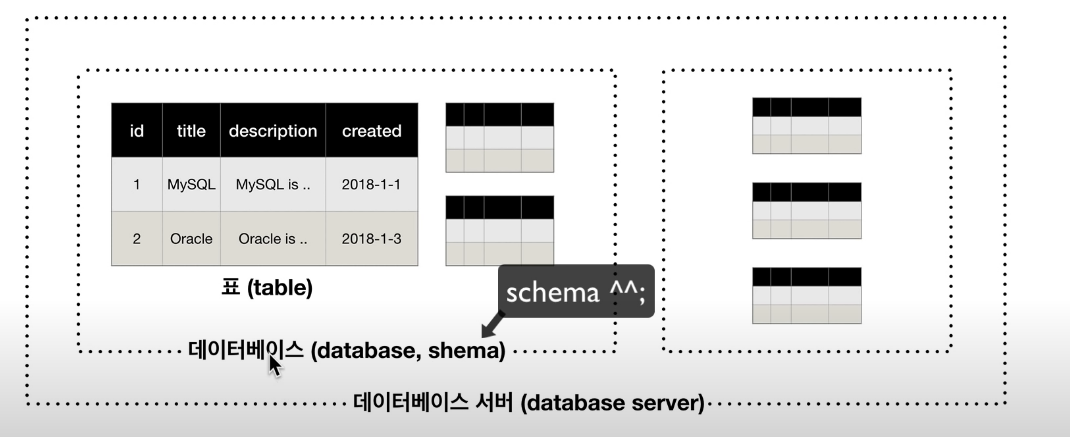 id title description created
1 MySQL MySQL is .. 2018-1-1
2 Oracle Oracle is .. 2018-1-3
표 (table)
schema ^^;
데이터베이스 (database, shema)
데이터베이스 서버 (database server)